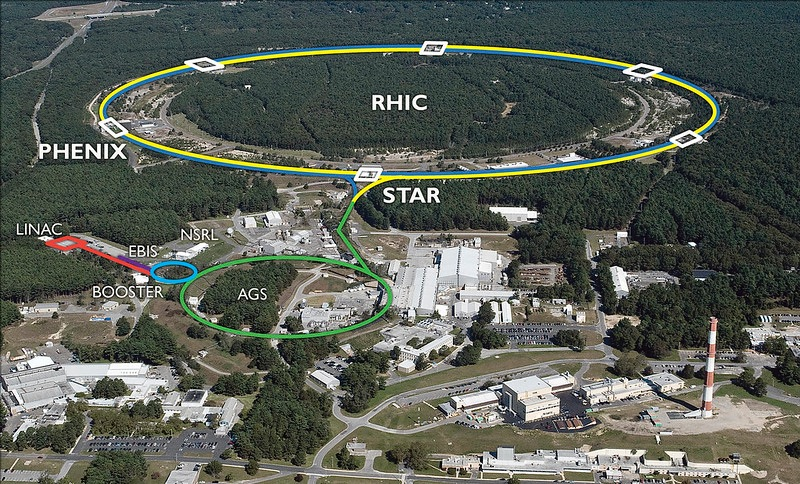 RHIC
PHENIX
STAR
LINAC
NSRL
EBIS
BOOSTER
AGS